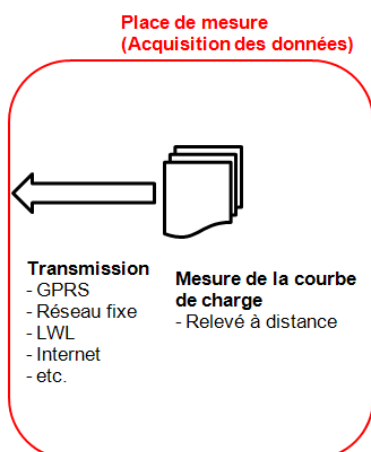 Place de mesure
(Acquisition des données)
Transmission
- GPRS
- Réseau fixe
- LWL
- Internet
- etc.
Mesure de la courbe
de charge
- Relevé à distance